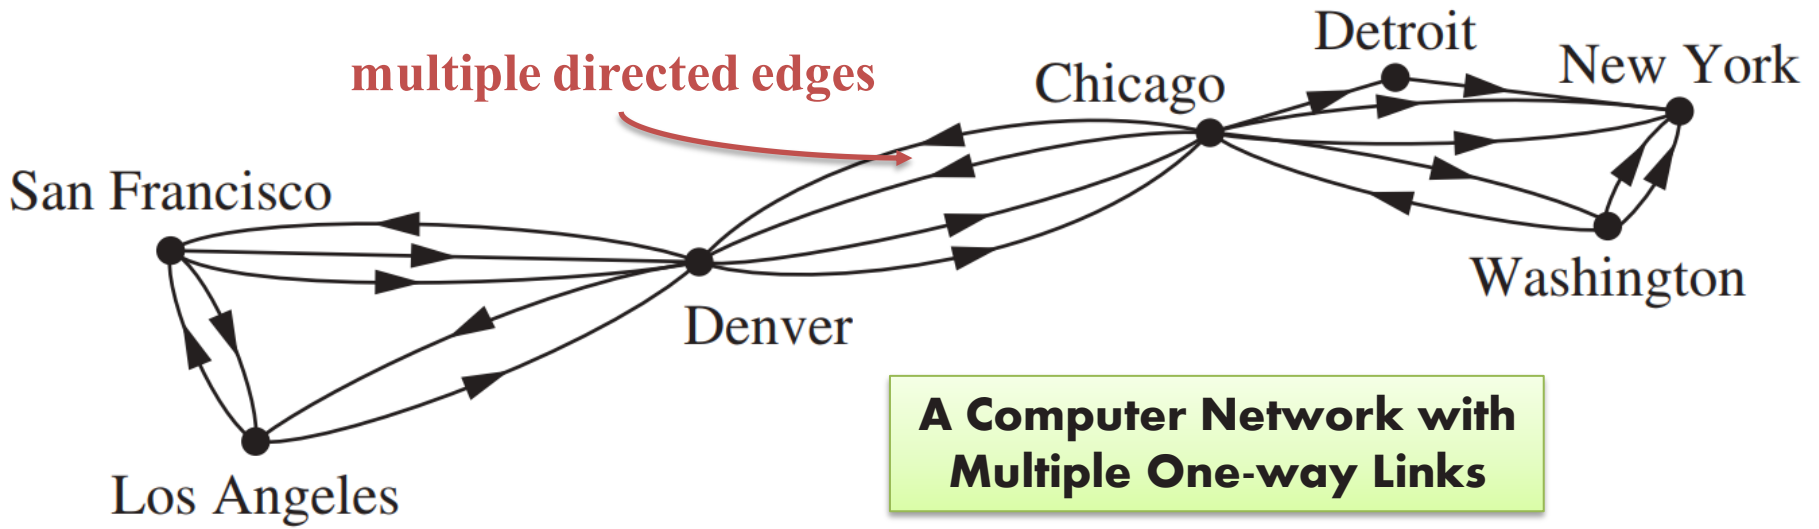 Detroit
New York
multiple directed edges
Chicago
San Francisco
Washington
Denver
A Computer Network with
Multiple One-way Links
Los Angeles